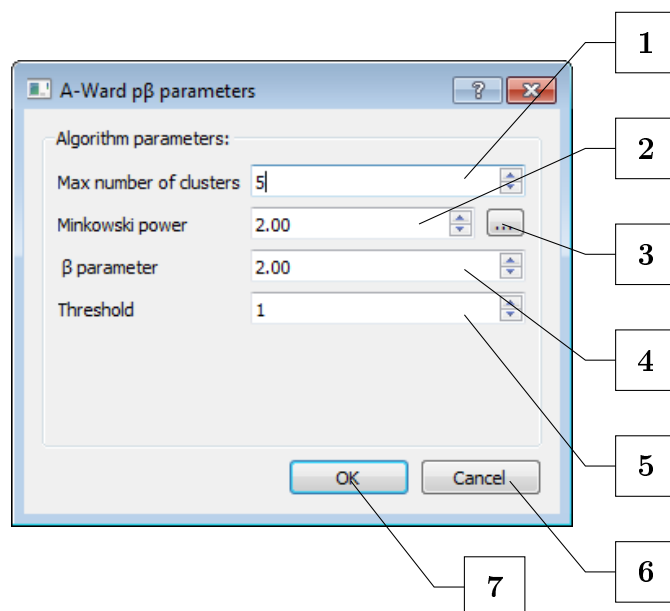 1
A-Ward pβ parameters
Algorithm parameters:
Max number of clusters 5
2
Minkowski power 2.00 ...
3
β parameter 2.00
Threshold 1
4
5
OK Cancel
6
7